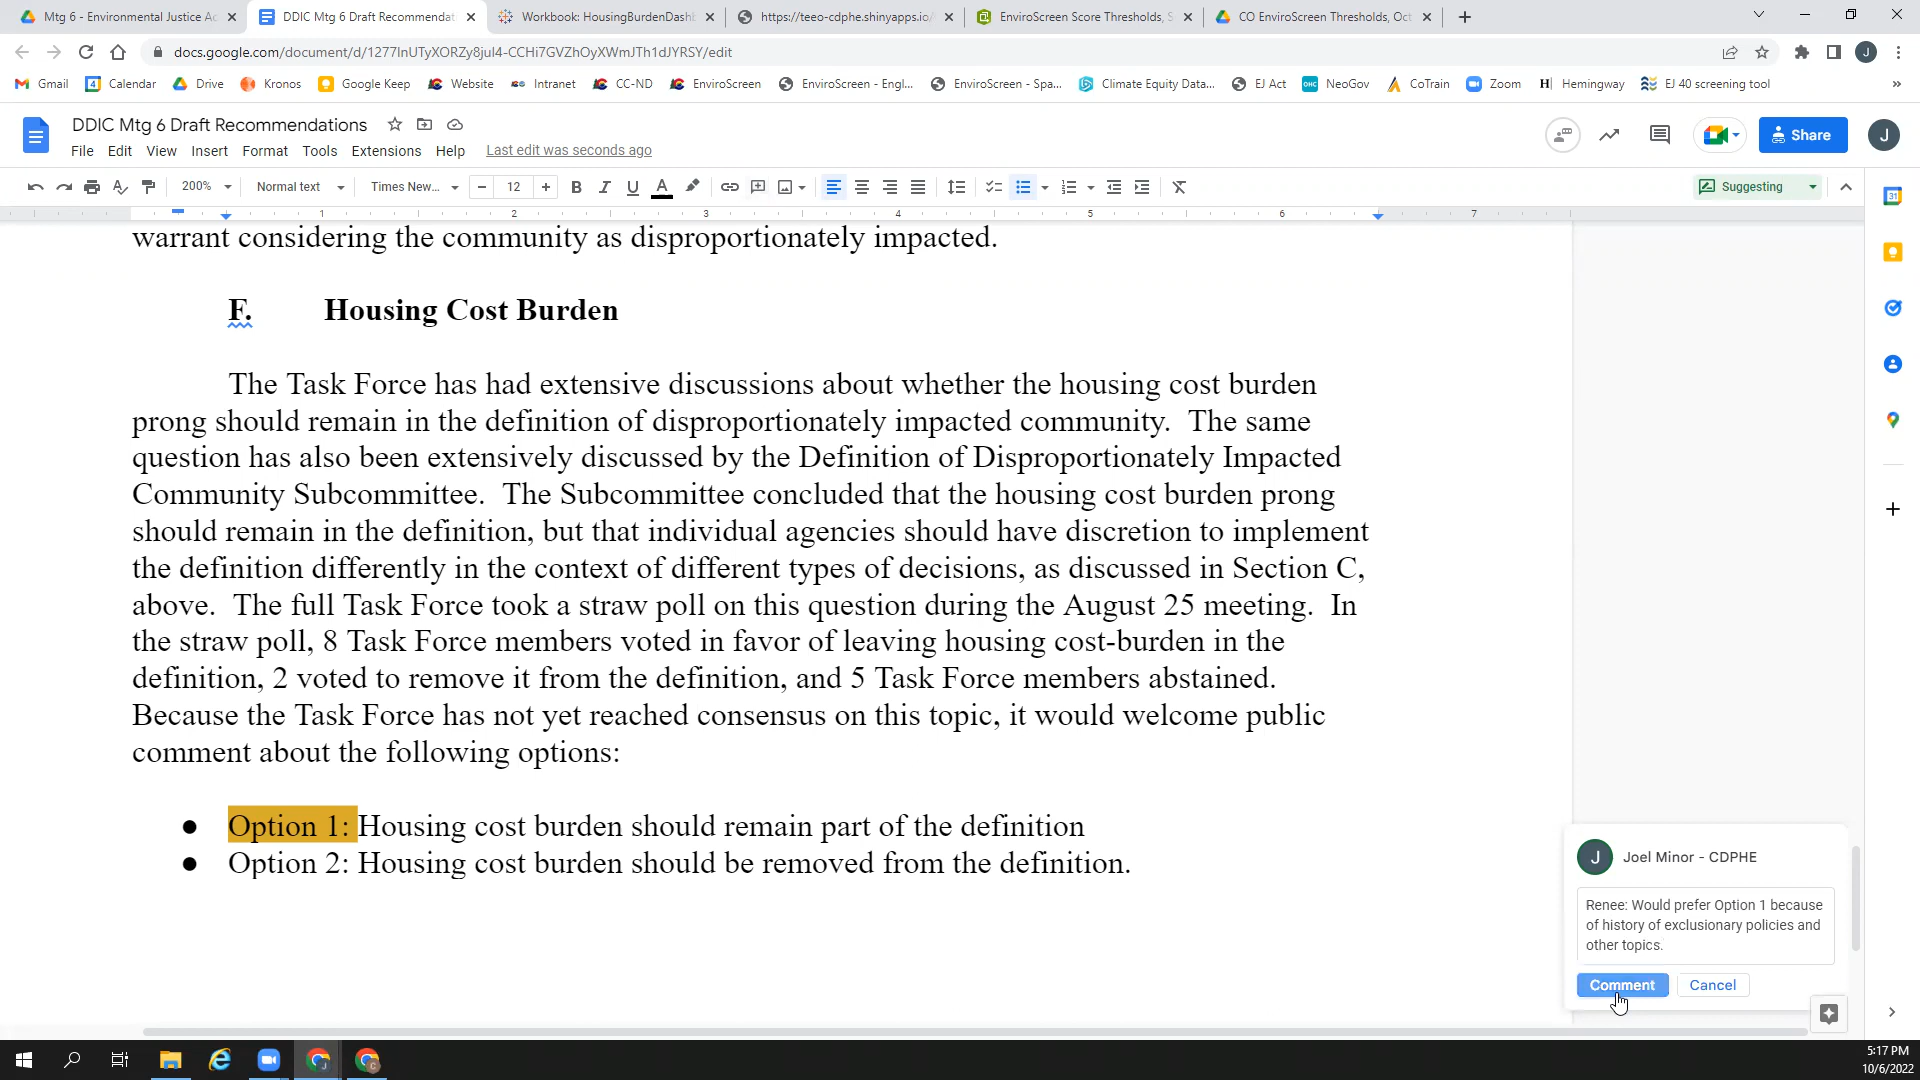 Mtg 6 - Environmental Justice Ac
DDIC Mtg 6 Draft Recommendat
Workbook: HousingBurdenDashb
https://teeo-cdphe.shinyapps.io/
EnviroScreen Score Thresholds, S
CO EnviroScreen Thresholds, Oct
docs.google.com/document/d/1277lnUTyXORZy8jul4-CCHi7GVZhOyXWmJTh1dJYRSY/edit
J
Gmail
Calendar
Drive
Kronos
Google Keep
Website
Intranet
CC-ND
EnviroScreen
EnviroScreen - Engl...
EnviroScreen - Spa...
Climate Equity Data...
EJ Act
NeoGov
CoTrain
Zoom
Hemingway
EJ 40 screening tool
DDIC Mtg 6 Draft Recommendations
Share
J
File Edit View Insert Format Tools Extensions Help Last edit was seconds ago
200% Normal text Times New... 12 B I U A Suggesting
1 2 3 4 5 6 7
warrant considering the community as disproportionately impacted.
F. Housing Cost Burden
The Task Force has had extensive discussions about whether the housing cost burden
prong should remain in the definition of disproportionately impacted community. The same
question has also been extensively discussed by the Definition of Disproportionately Impacted
Community Subcommittee. The Subcommittee concluded that the housing cost burden prong
should remain in the definition, but that individual agencies should have discretion to implement
the definition differently in the context of different types of decisions, as discussed in Section C,
above. The full Task Force took a straw poll on this question during the August 25 meeting. In
the straw poll, 8 Task Force members voted in favor of leaving housing cost-burden in the
definition, 2 voted to remove it from the definition, and 5 Task Force members abstained.
Because the Task Force has not yet reached consensus on this topic, it would welcome public
comment about the following options:
● Option 1: Housing cost burden should remain part of the definition
● Option 2: Housing cost burden should be removed from the definition.
J
Joel Minor - CDPHE
Renee: Would prefer Option 1 because
of history of exclusionary policies and
other topics.
Comment Cancel
5:17 PM
10/6/2022